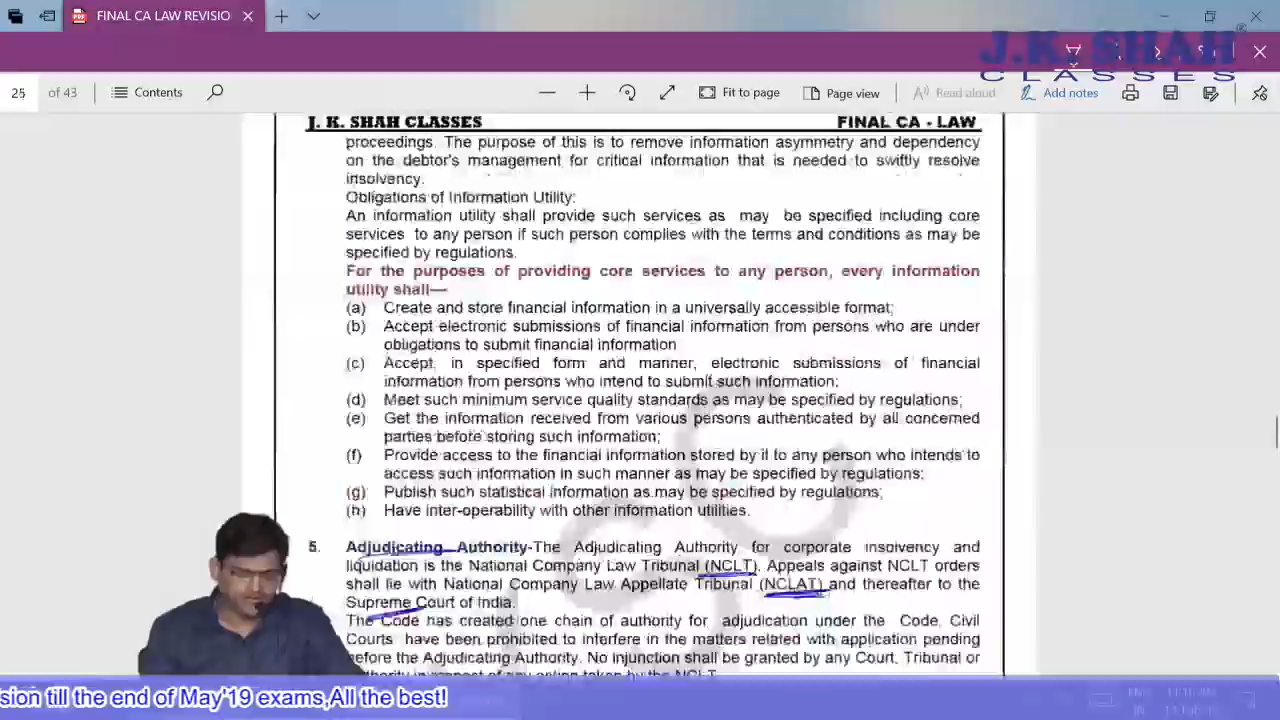 FINAL CA LAW REVISIO
J.K. SHAH
CLASSES
25 of 43 Contents Fit to page Page view Read aloud Add notes
J. K. SHAH CLASSES FINAL CA - LAW
proceedings. The purpose of this is to remove information asymmetry and dependency
on the debtor's management for critical information that is needed to swiftly resolve
insolvency.
Obligations of Information Utility:
An information utility shall provide such services as may be specified including core
services to any person if such person complies with the terms and conditions as may be
specified by regulations.
For the purposes of providing core services to any person, every information
utility shall—
(a) Create and store financial information in a universally accessible format;
(b) Accept electronic submissions of financial information from persons who are under
obligations to submit financial information
(c) Accept, in specified form and manner, electronic submissions of financial
information from persons who intend to submit such information;
(d) Meet such minimum service quality standards as may be specified by regulations;
(e) Get the information received from various persons authenticated by all concerned
parties before storing such information;
(f) Provide access to the financial information stored by it to any person who intends to
access such information in such manner as may be specified by regulations;
(g) Publish such statistical information as may be specified by regulations;
(h) Have inter-operability with other information utilities.
5. Adjudicating Authority-The Adjudicating Authority for corporate insolvency and
liquidation is the National Company Law Tribunal (NCLT). Appeals against NCLT orders
shall lie with National Company Law Appellate Tribunal (NCLAT) and thereafter to the
Supreme Court of India.
The Code has created one chain of authority for adjudication under the Code. Civil
Courts have been prohibited to interfere in the matters related with application pending
before the Adjudicating Authority. No injunction shall be granted by any Court, Tribunal or
sion till the end of May'19 exams,All the best!